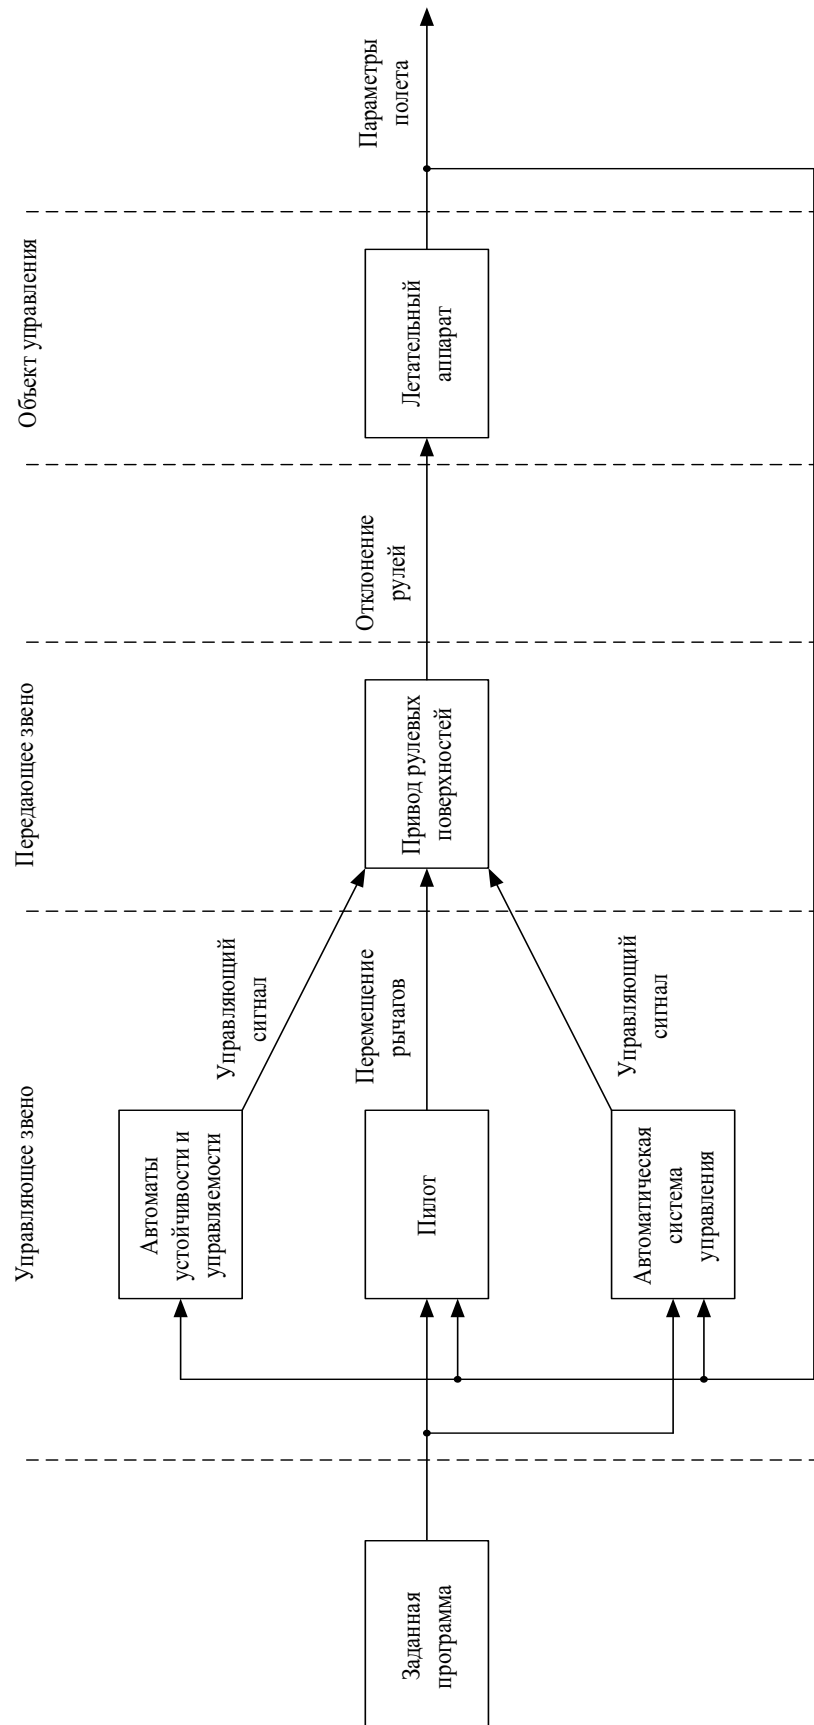 Управляющее звено
Передающее звено
Объект управления
Заданная
программа
Автоматы
устойчивости и
управляемости
Управляющий
сигнал
Пилот
Перемещение
рычагов
Автоматическая
система
управления
Управляющий
сигнал
Привод рулевых
поверхностей
Отклонение
рулей
Летательный
аппарат
Параметры
полета